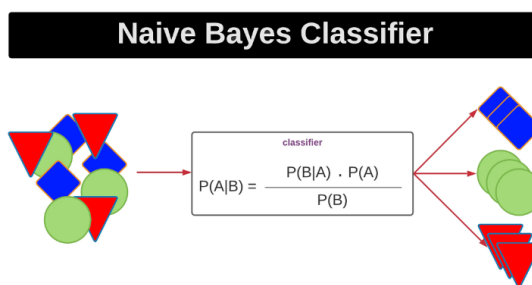 Naive Bayes Classifier
classifier
P(B|A) . P(A)
P(A|B) =
P(B)